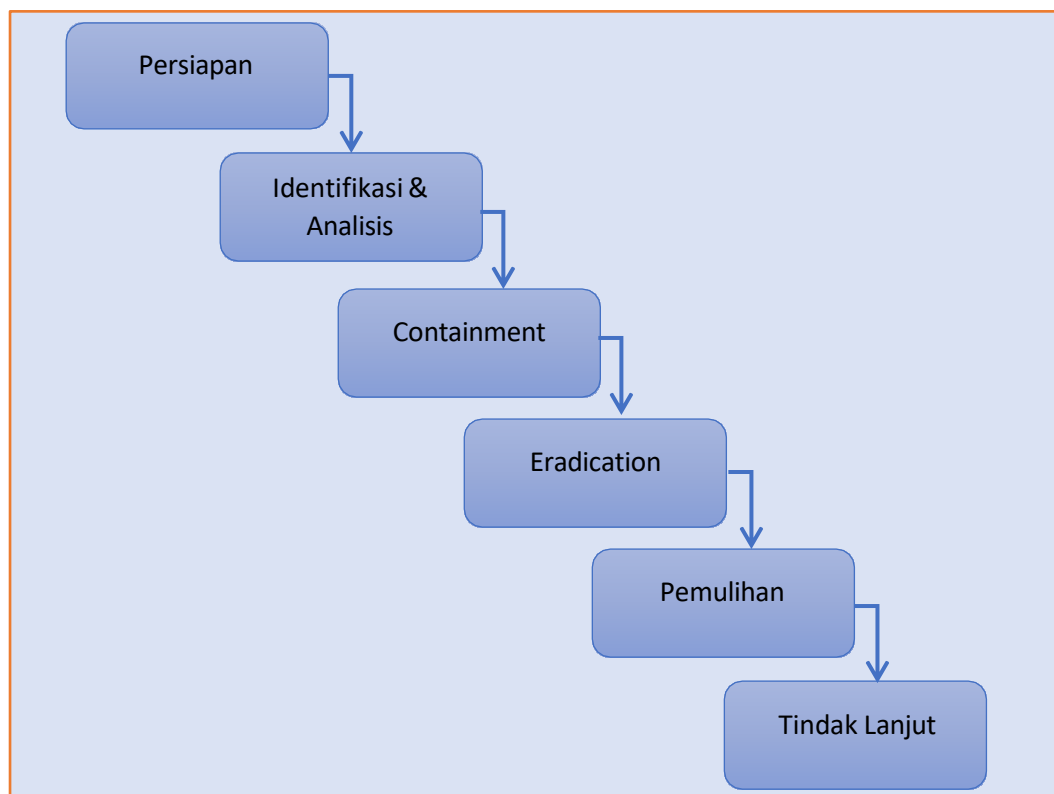 Persiapan
Identifikasi &
Analisis
Containment
Eradication
Pemulihan
Tindak Lanjut